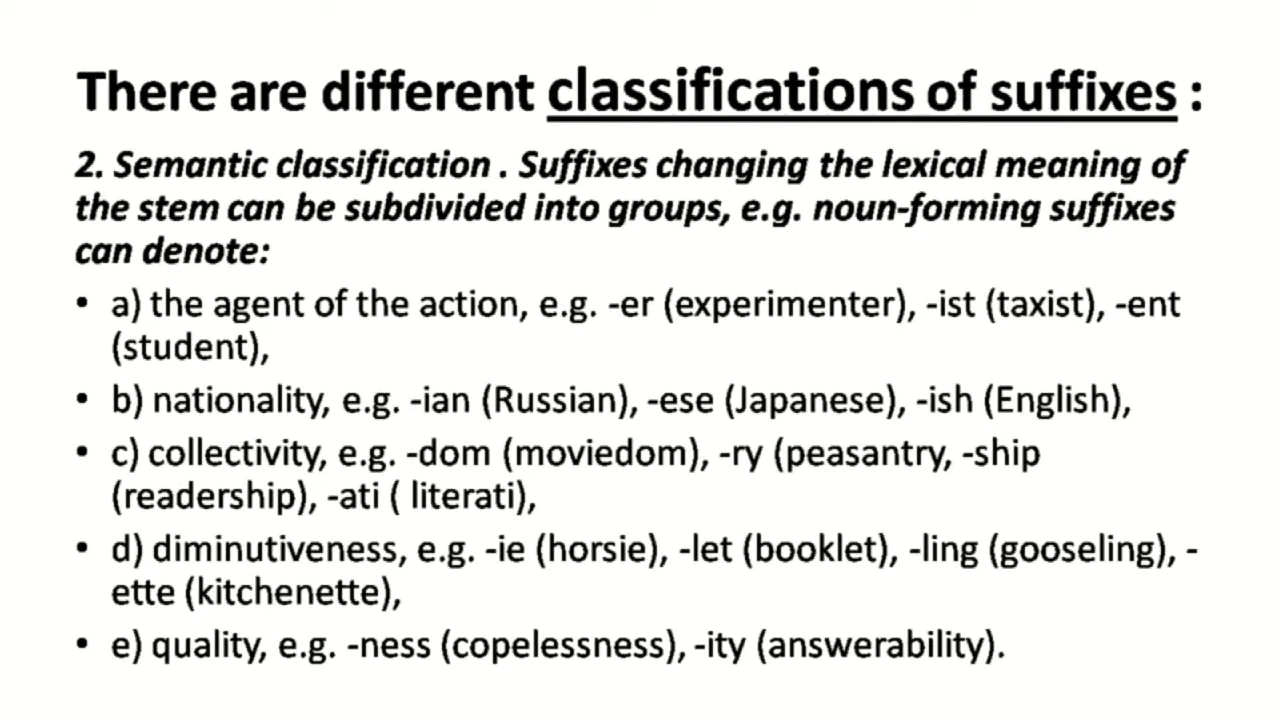 There are different classifications of suffixes :
2. Semantic classification . Suffixes changing the lexical meaning of
the stem can be subdivided into groups, e.g. noun-forming suffixes
can denote:
• a) the agent of the action, e.g. -er (experimenter), -ist (taxist), -ent
(student),
• b) nationality, e.g. -ian (Russian), -ese (Japanese), -ish (English),
• c) collectivity, e.g. -dom (moviedom), -ry (peasantry, -ship
(readership), -ati ( literati),
• d) diminutiveness, e.g. -ie (horsie), -let (booklet), -ling (gooseling), -
ette (kitchenette),
• e) quality, e.g. -ness (copelessness), -ity (answerability).